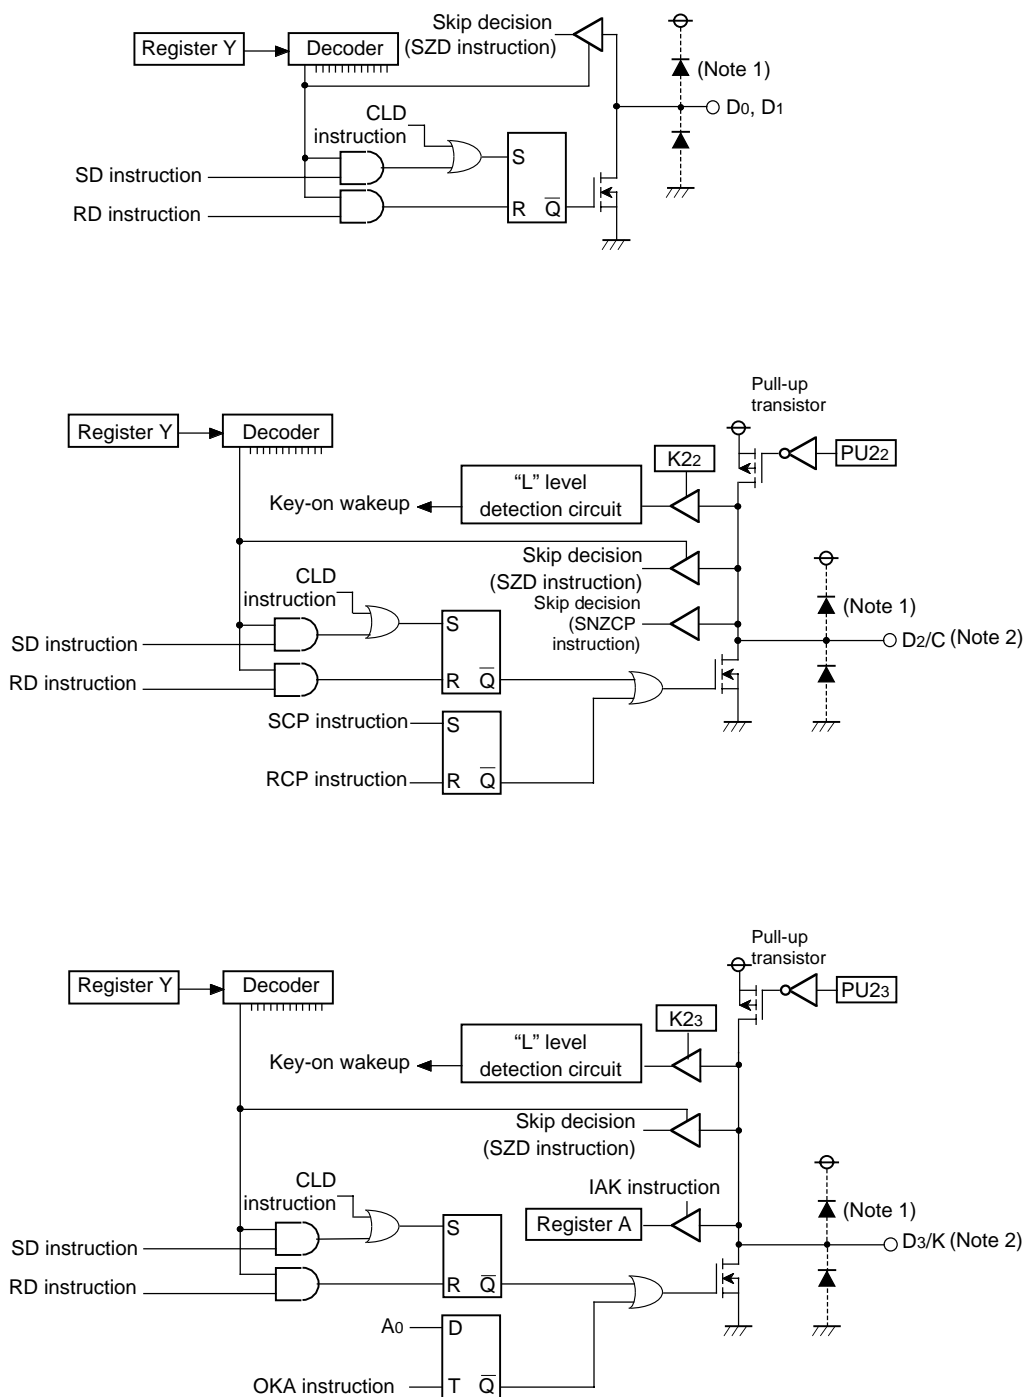 Skip decision
(SZD instruction)
Register Y
Decoder
(Note 1)
D0, D1
CLD
instruction
S
SD instruction
RD instruction
R Q
Pull-up
transistor
Register Y
Decoder
K22
PU22
"L" level
detection circuit
Key-on wakeup
Skip decision
(SZD instruction)
CLD
instruction
Skip decision
(SNZCP
instruction)
(Note 1)
S
SD instruction
D2/C (Note 2)
RD instruction
R Q
SCP instruction
S
RCP instruction
R Q
Pull-up
transistor
Register Y
Decoder
PU23
K23
"L" level
detection circuit
Key-on wakeup
Skip decision
(SZD instruction)
CLD
instruction
IAK instruction
Register A
(Note 1)
S
SD instruction
D3/K (Note 2)
RD instruction
R Q
A0
D
OKA instruction
T Q